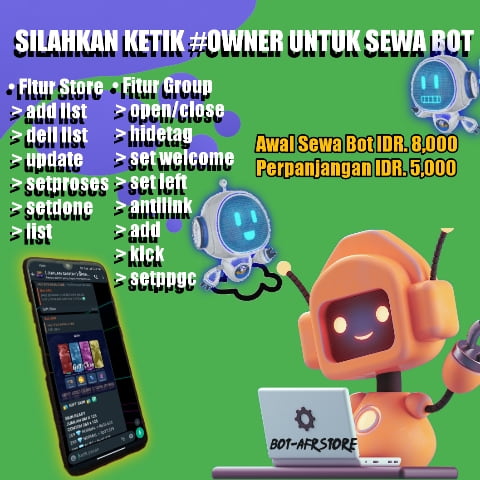 SILAHKAN KETIK #OWNER UNTUK SEWA BOT
• Fitur Store
> add list
> dell list
> update
> setproses
> setdone
> list
• Fitur Group
> open/close
> hidetag
> set welcome
> set left
> antilink
> add
> kick
> setppgc
Awal Sewa Bot IDR. 8,000
Perpanjangan IDR. 5,000
BOT-AFRSTORE